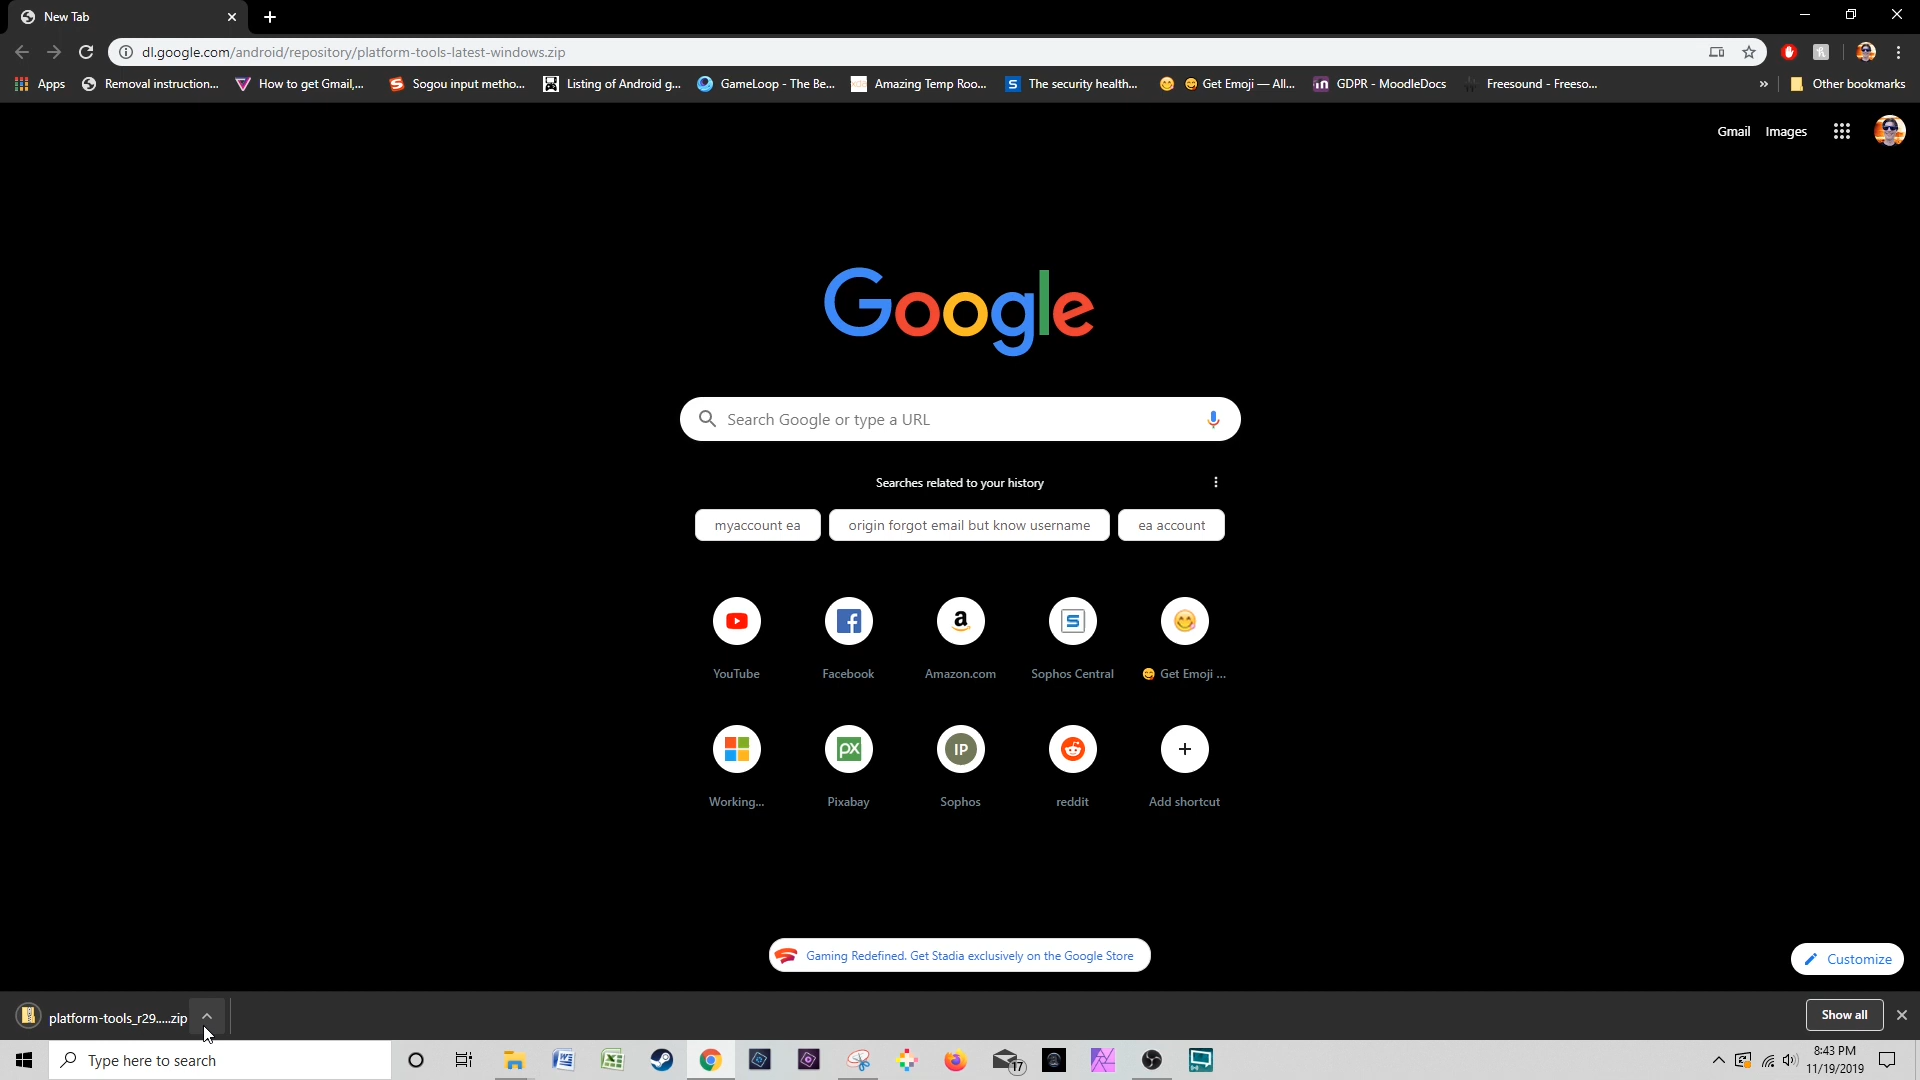 New Tab
dl.google.com/android/repository/platform-tools-latest-windows.zip
Apps Removal instruction... How to get Gmail,... Sogou input metho... Listing of Android g... GameLoop - The Be... Amazing Temp Roo... The security health... Get Emoji — All... GDPR - MoodleDocs Freesound - Freeso... » Other bookmarks
Gmail Images
Google
Search Google or type a URL
Searches related to your history
myaccount ea origin forgot email but know username ea account
YouTube Facebook Amazon.com Sophos Central Get Emoji ...
Working... Pixabay Sophos reddit Add shortcut
Gaming Redefined. Get Stadia exclusively on the Google Store
Customize
platform-tools_r29.....zip Show all
Type here to search 17 8:43 PM
11/19/2019